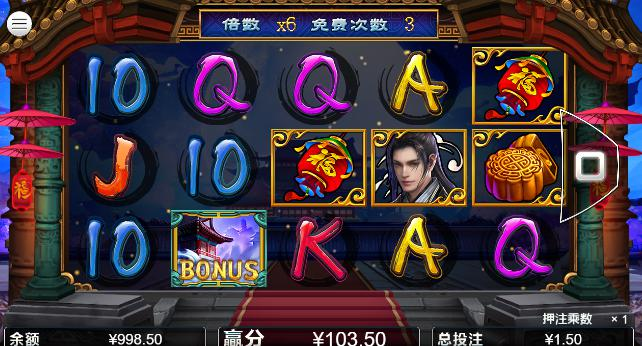 倍数 x6 免费次数 3
10 Q Q A 福
J 10 福
福
10 BONUS K A Q
押注乘数 × 1
余额 ¥998.50 赢分 ¥103.50 总投注 ¥1.50